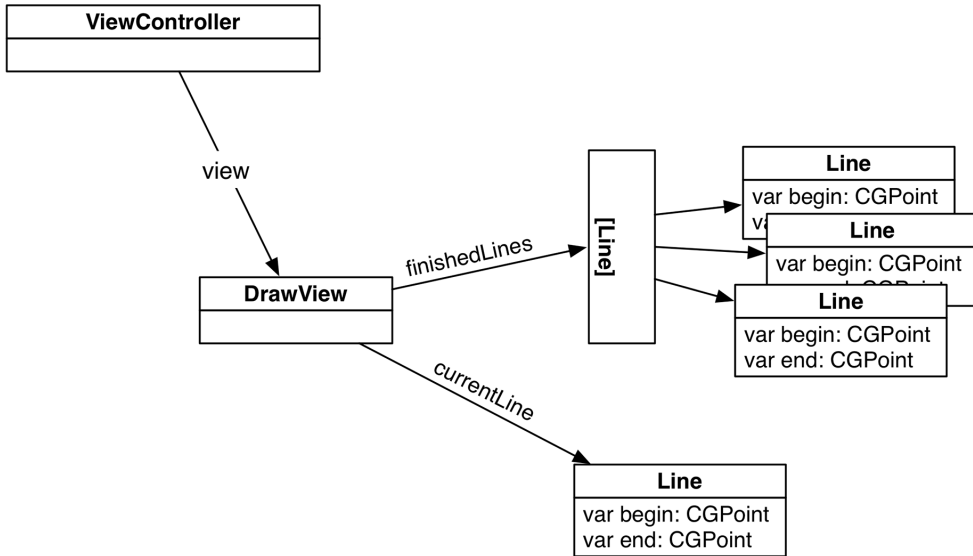 ViewController
view
DrawView
finishedLines
[Line]
Line
var begin: CGPoint
Line
var begin: CGPoint
Line
var begin: CGPoint
var end: CGPoint
currentLine
Line
var begin: CGPoint
var end: CGPoint